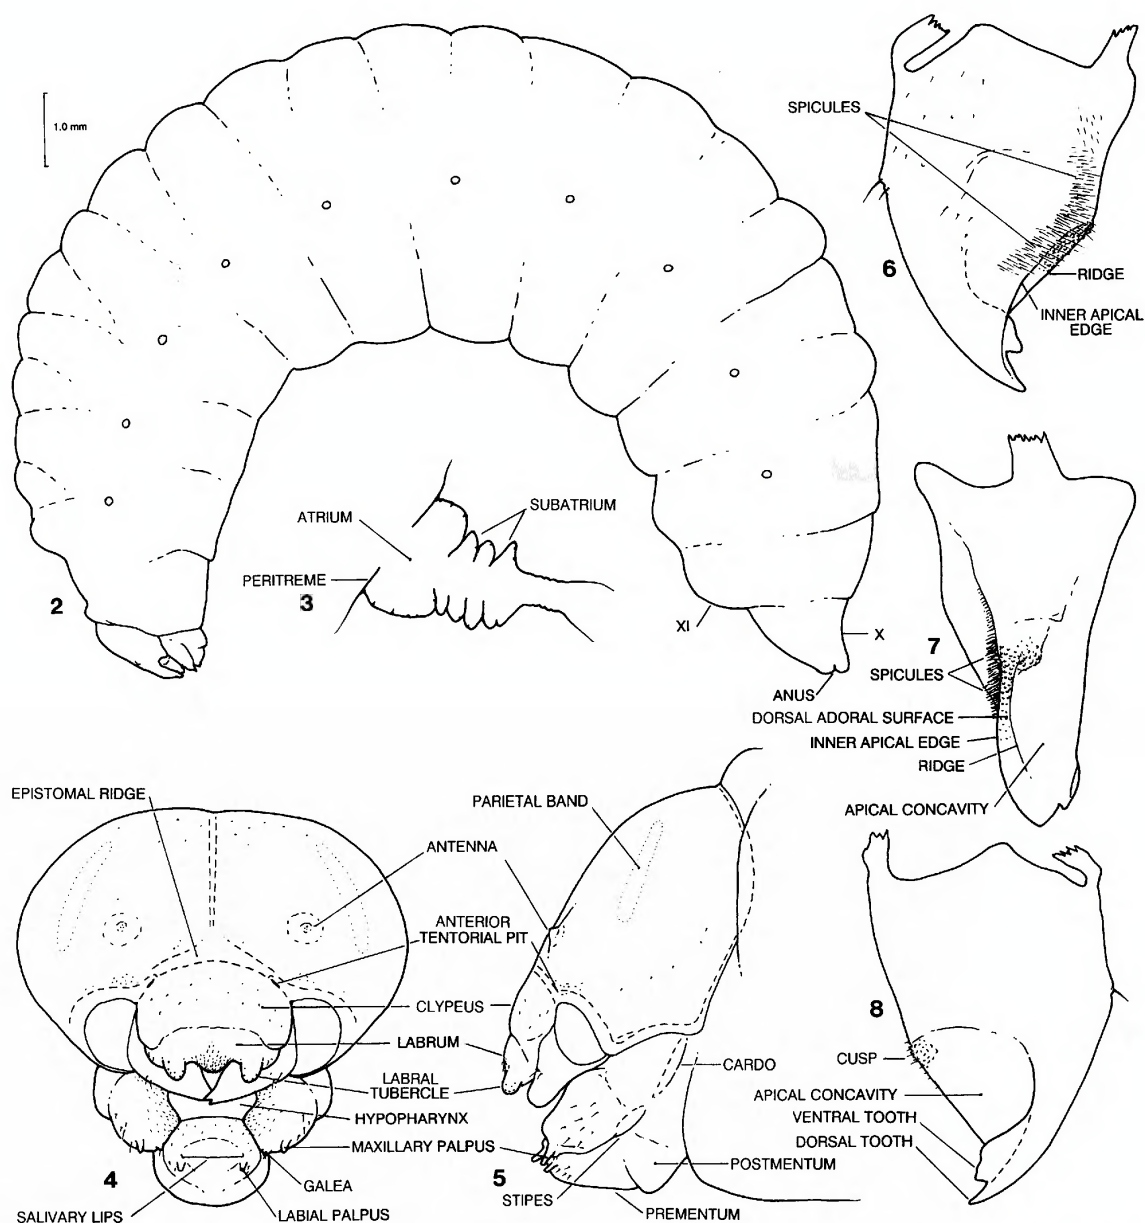 1.0 mm
2
ATRIUM
SUBATRIUM
PERITREME
3
XI
X
ANUS
SPICULES
6
RIDGE
INNER APICAL
EDGE
7
SPICULES
DORSAL ADORAL SURFACE
INNER APICAL EDGE
RIDGE
APICAL CONCAVITY
EPISTOMAL RIDGE
PARIETAL BAND
ANTENNA
ANTERIOR
TENTORIAL PIT
CLYPEUS
LABRUM
LABRAL
TUBERCLE
HYPOPHARYNX
MAXILLARY PALPUS
4
GALEA
SALIVARY LIPS
LABIAL PALPUS
5
CARDO
POSTMENTUM
STIPES
PREMENTUM
8
CUSP
APICAL CONCAVITY
VENTRAL TOOTH
DORSAL TOOTH